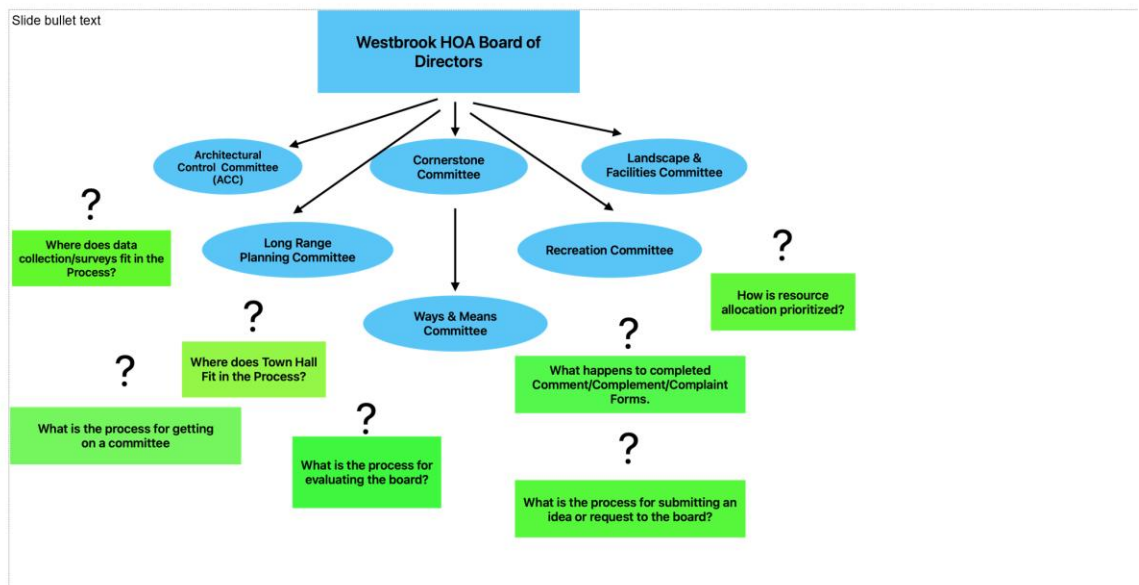 Slide bullet text
Westbrook HOA Board of
Directors
Architectural
Control Committee
(ACC)
Cornerstone
Committee
Landscape &
Facilities Committee
?
Where does data
collection/surveys fit in the
Process?
Long Range
Planning Committee
Recreation Committee
?
How is resource
allocation prioritized?
Ways & Means
Committee
?
Where does Town Hall
Fit in the Process?
?
What happens to completed
Comment/Complement/Complaint
Forms.
?
What is the process for getting
on a committee
?
What is the process for
evaluating the board?
?
What is the process for submitting an
idea or request to the board?